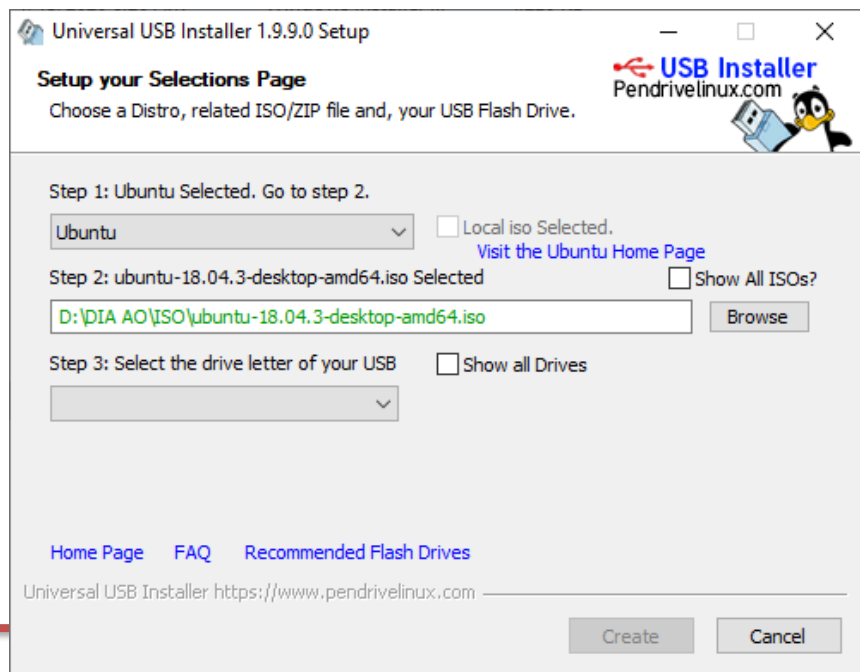 Universal USB Installer 1.9.9.0 Setup
Setup your Selections Page
Choose a Distro, related ISO/ZIP file and, your USB Flash Drive.
USB Installer
Pendrivelinux.com
Step 1: Ubuntu Selected. Go to step 2.
Ubuntu
Local iso Selected.
Visit the Ubuntu Home Page
Step 2: ubuntu-18.04.3-desktop-amd64.iso Selected
Show All ISOs?
D:\DIA AO\ISO\ubuntu-18.04.3-desktop-amd64.iso
Browse
Step 3: Select the drive letter of your USB
Show all Drives
Home Page FAQ Recommended Flash Drives
Universal USB Installer https://www.pendrivelinux.com
Create Cancel